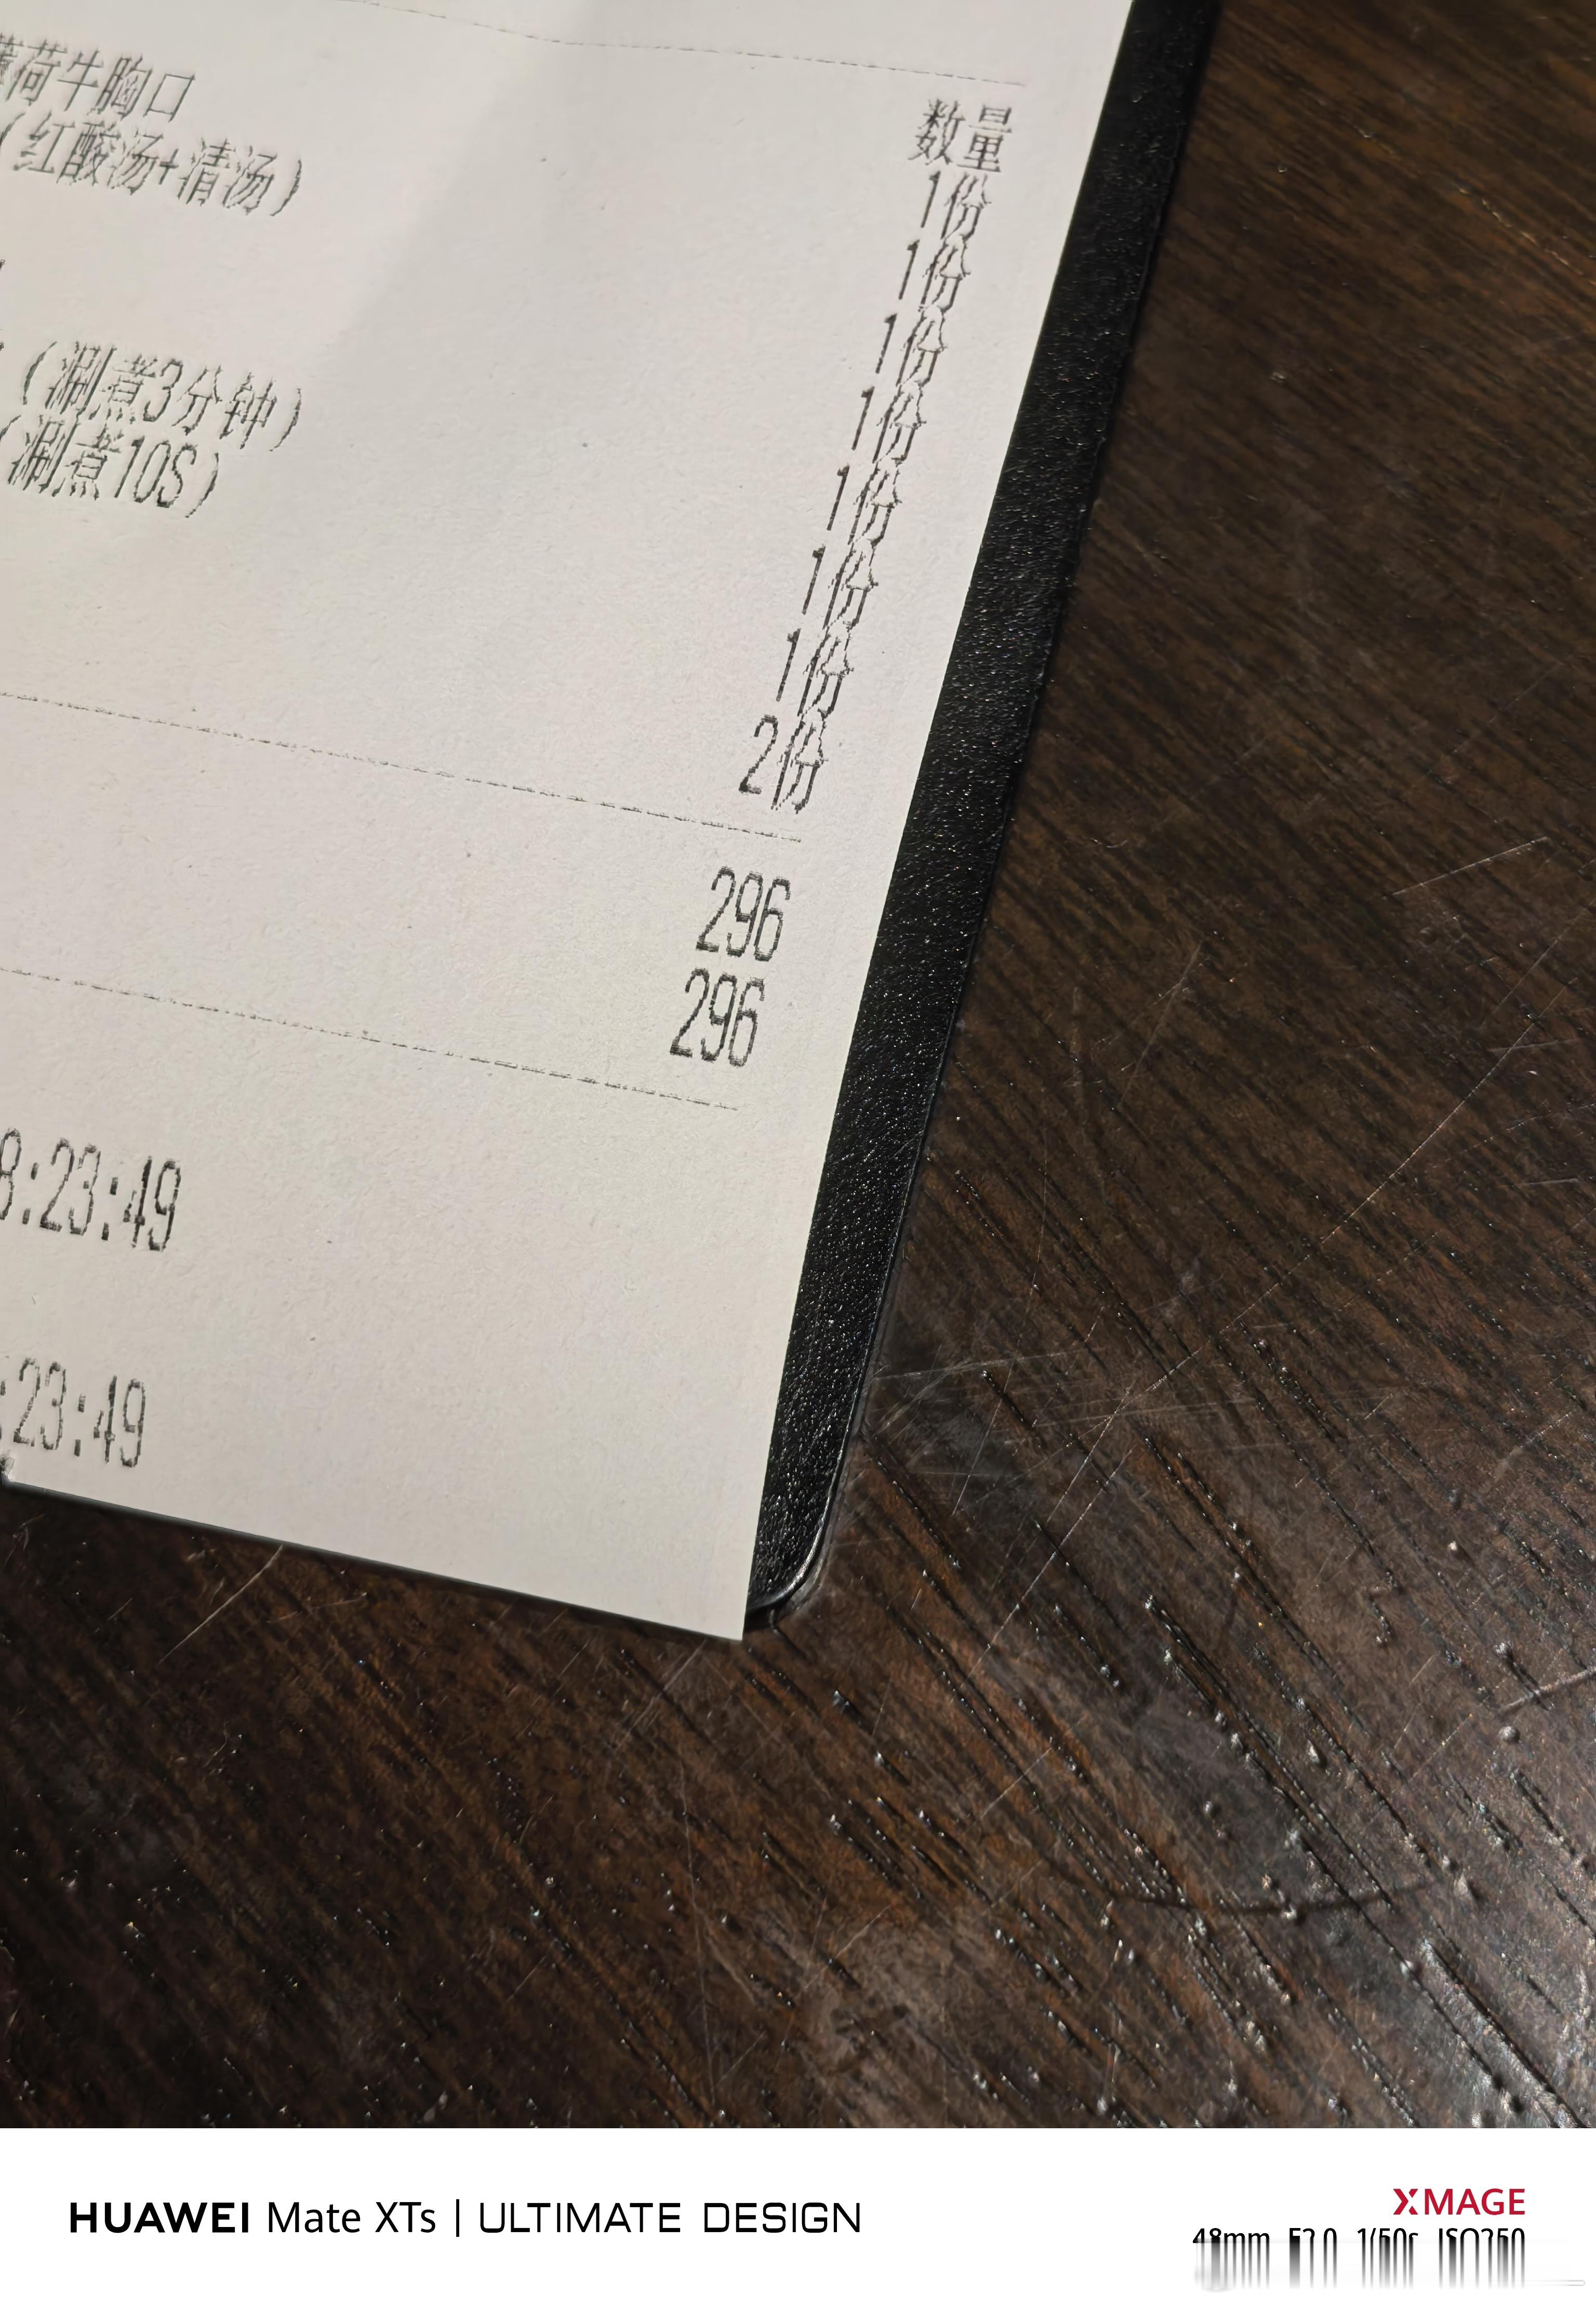 荷牛胸口
数量
(红酸汤+清汤)
1份
1份
1份
(涮煮3分钟)
1份
(涮煮10S)
1份
1份
1份
2份
296
296
8:23:49
:23:49
HUAWEI Mate XTs | ULTIMATE DESIGN
XMAGE
48mm F2.0 1/50s ISO250